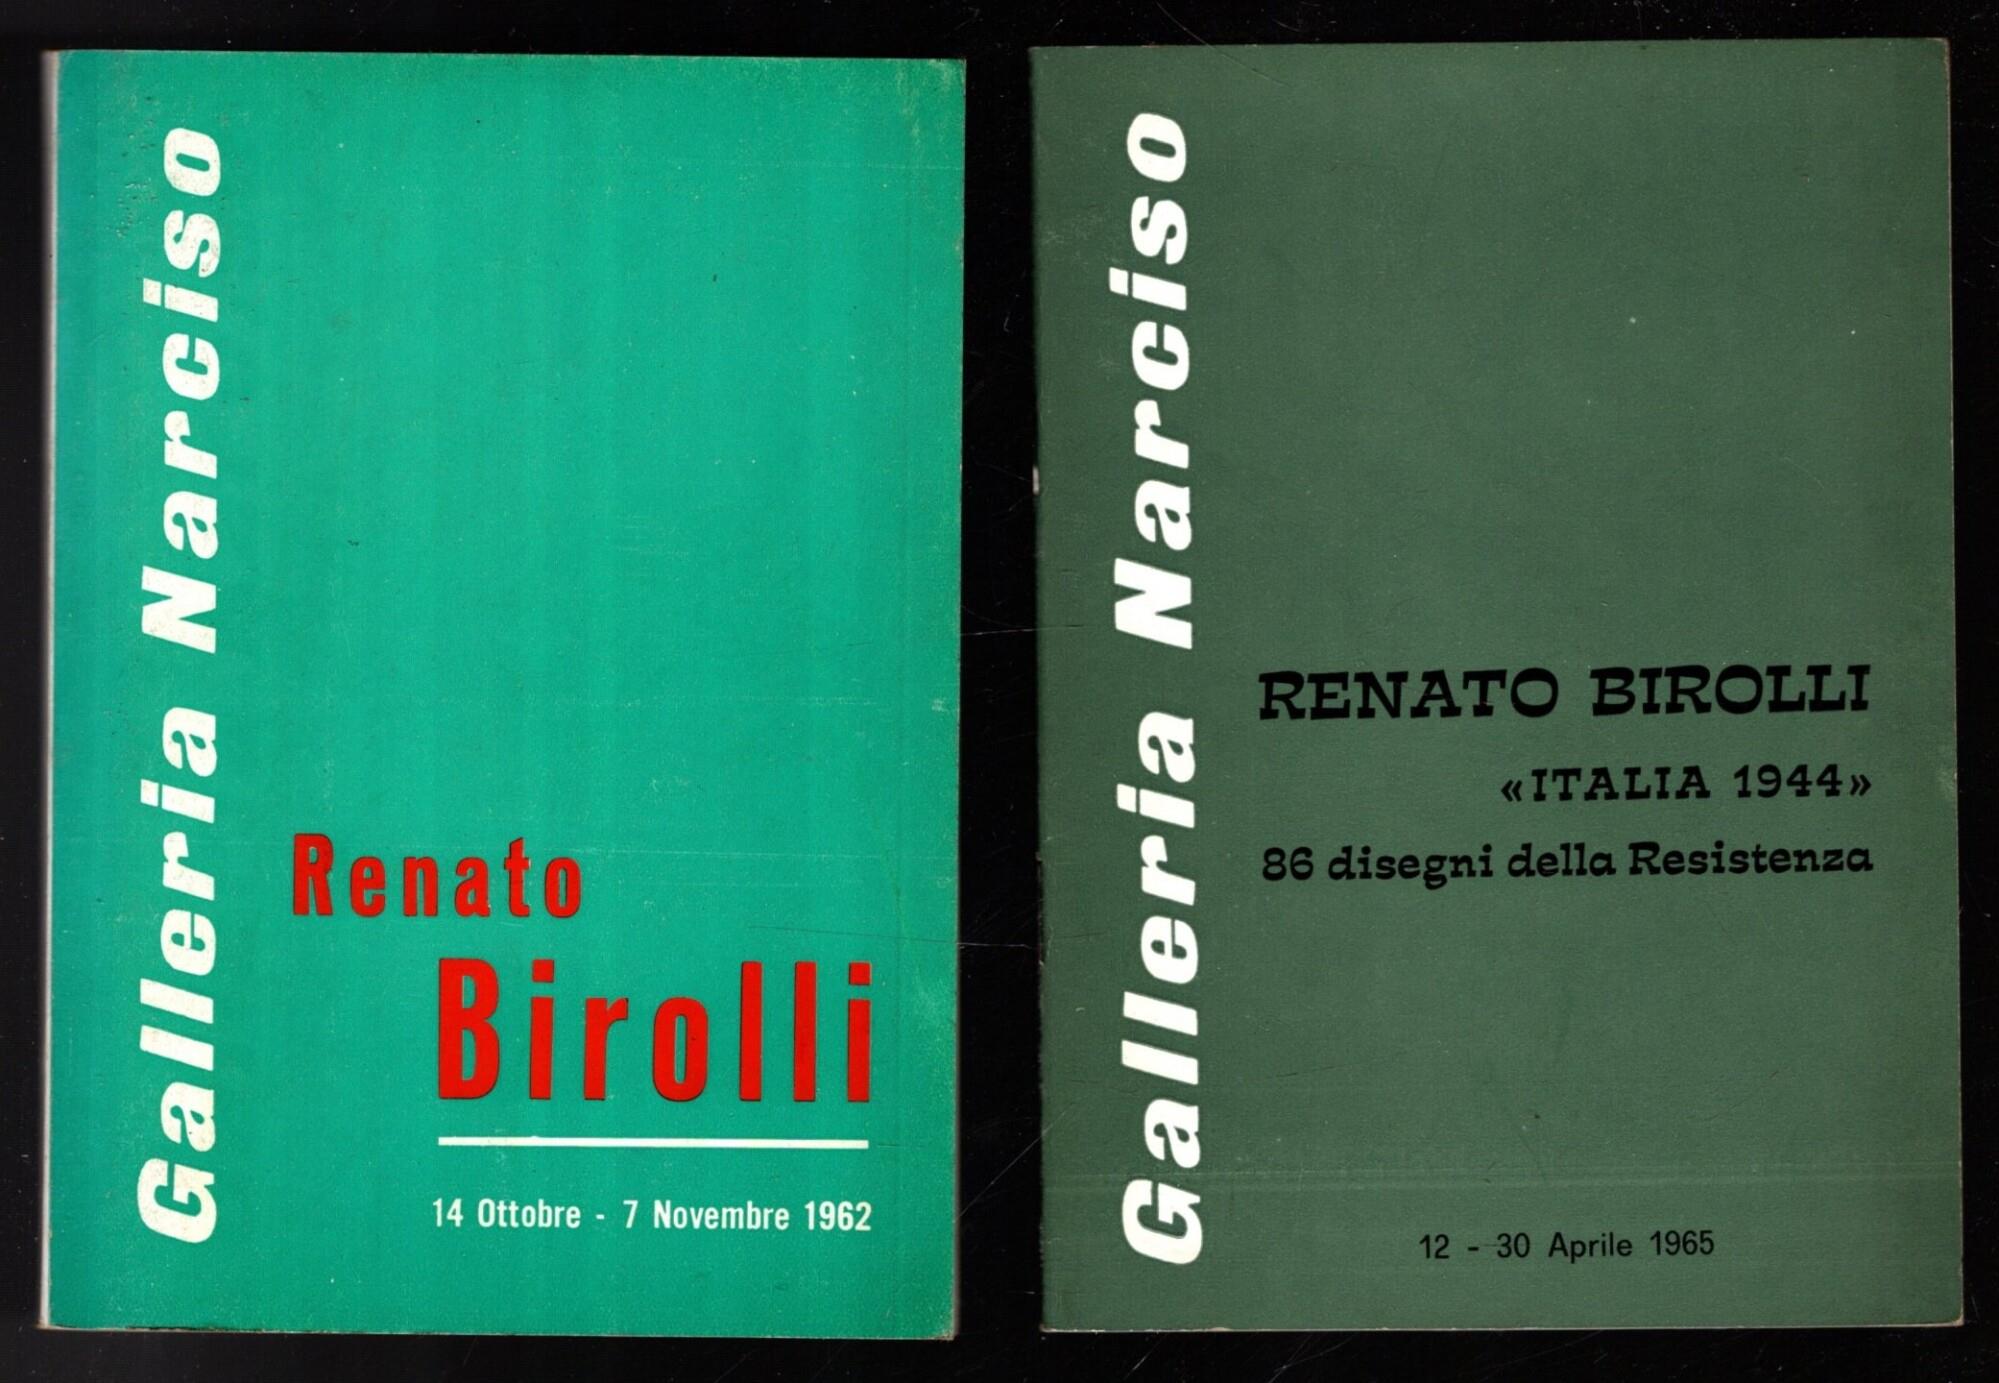 Galleria Narciso
Renato
Birolli
14 Ottobre - 7 Novembre 1962
Galleria Narciso
RENATO BIROLLI
«ITALIA 1944»
86 disegni della Resistenza
12 - 30 Aprile 1965